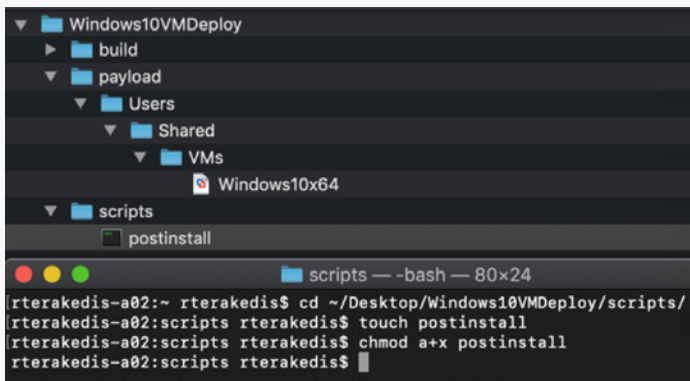 Windows10VMDeploy
build
payload
Users
Shared
VMs
Windows10x64
scripts
postinstall
scripts — -bash — 80×24
[rterakedis-a02:~ rterakedis$ cd ~/Desktop/Windows10VMDeploy/scripts/
[rterakedis-a02:scripts rterakedis$ touch postinstall
[rterakedis-a02:scripts rterakedis$ chmod a+x postinstall
rterakedis-a02:scripts rterakedis$